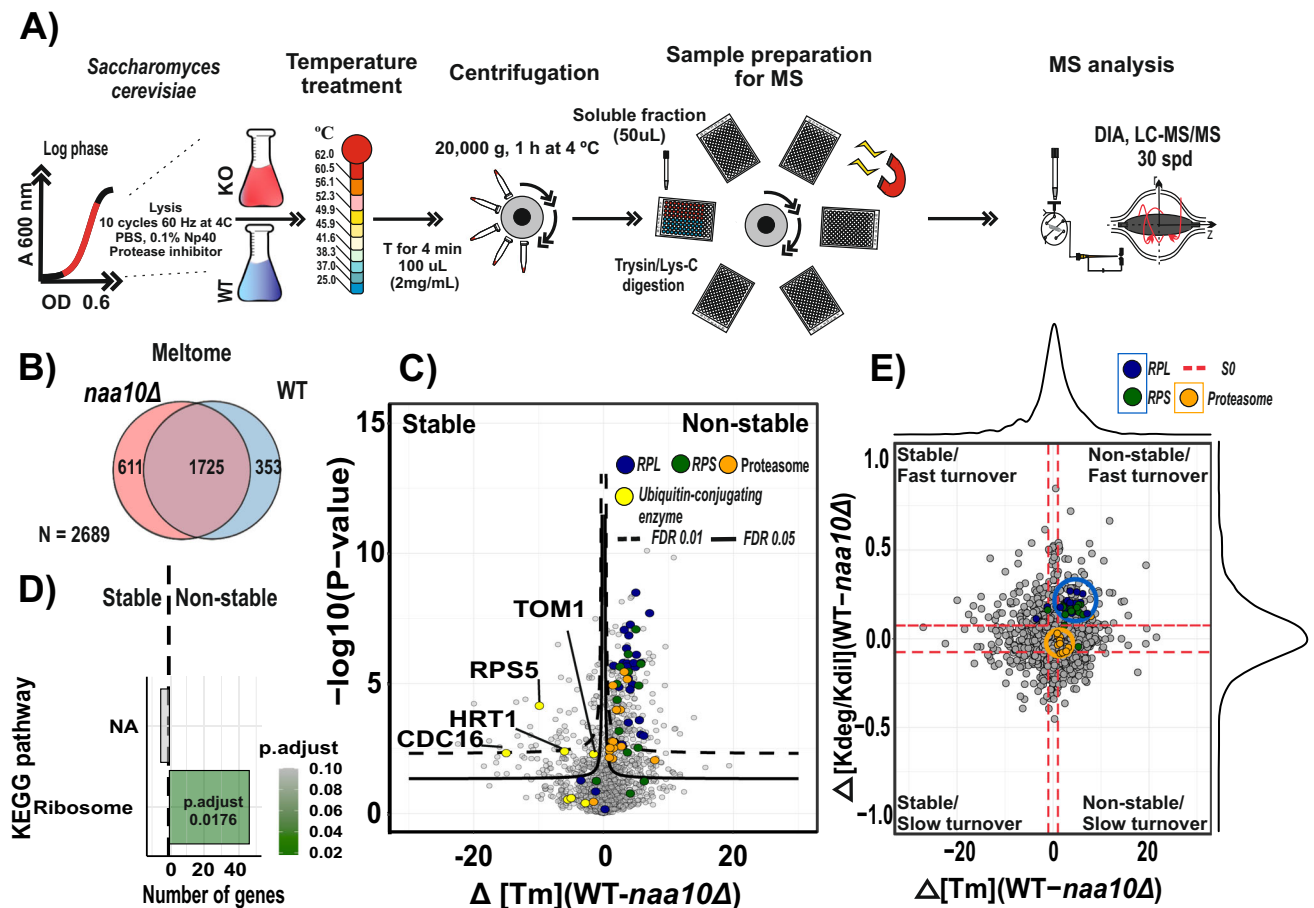 A)
Saccharomyces
cerevisiae
Temperature
treatment
Centrifugation
Sample preparation
for MS
MS analysis
Log phase
A 600 nm
OD 0.6
KO
WT
Lysis
10 cycles 60 Hz at 4C
PBS, 0.1% Np40
Protease inhibitor
ºC
62.0
60.5
56.1
52.3
49.9
45.9
41.6
38.3
37.0
25.0
T for 4 min
100 uL
(2mg/mL)
20,000 g, 1 h at 4 ºC
Soluble fraction
(50uL)
Trysin/Lys-C
digestion
DIA, LC-MS/MS
30 spd
r
Z
B)
Meltome
naa10Δ
WT
611
1725
353
N = 2689
C)
Stable
Non-stable
RPL
RPS
Proteasome
Ubiquitin-conjugating
enzyme
FDR 0.01
FDR 0.05
TOM1
RPS5
HRT1
CDC16
−log10(P−value)
15
10
5
0
-20
0
20
Δ [Tm](WT-naa10Δ)
D)
Stable
Non-stable
KEGG pathway
NA
Ribosome
p.adjust
0.0176
p.adjust
0.10
0.08
0.06
0.04
0.02
0
20
40
Number of genes
E)
RPL
S0
RPS
Proteasome
Stable/
Fast turnover
Non-stable/
Fast turnover
Stable/
Slow turnover
Non-stable/
Slow turnover
Δ[Kdeg/Kdil](WT−naa10Δ)
1.0
0.5
0.0
−0.5
−1.0
−20
0
20
Δ[Tm](WT−naa10Δ)